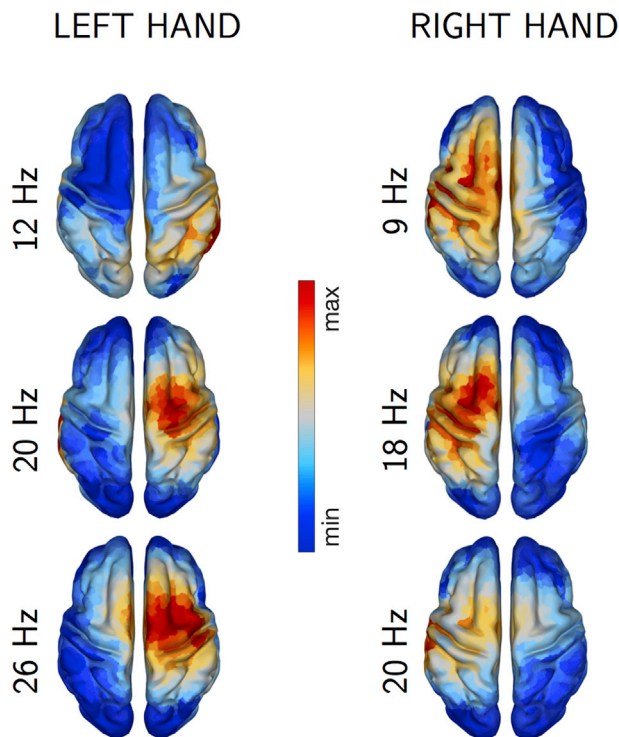 LEFT HAND
RIGHT HAND
12 Hz
9 Hz
max
20 Hz
18 Hz
min
26 Hz
20 Hz